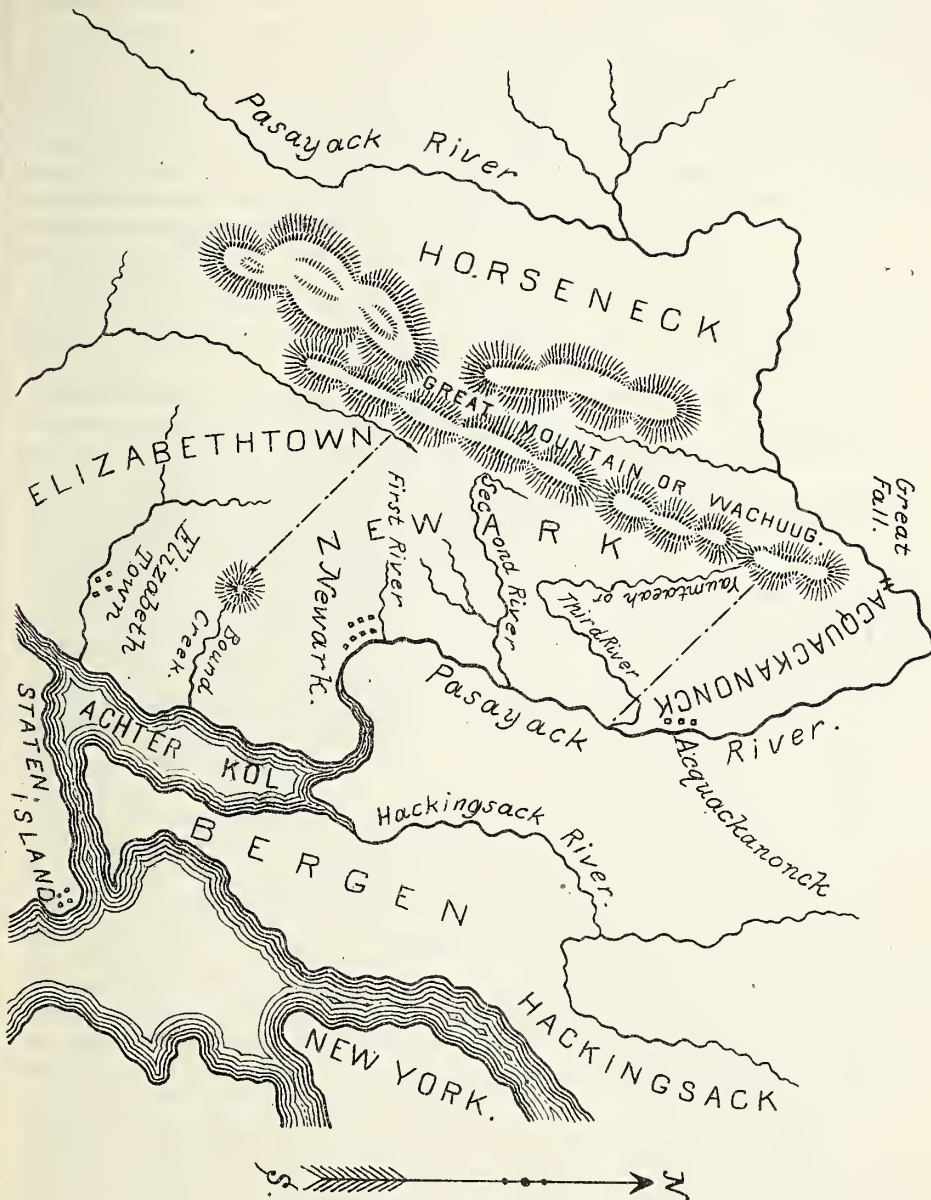 Pasayack River
HORSENECK
GREAT MOUNTAIN OR WACHUUG.
Great
Fall.
ELIZABETHTOWN
NEWARK
First River
Second River
Yauntaeah or
Third River
ACQUACKANONCK
Elizabeth
Town
Bound
Creek.
Newark.
Pasayack River.
Acquackanonck
STATEN ISLAND
ACHTER KOL
Hackingsack River.
BERGEN
HACKINGSACK
NEW YORK.
S.
N